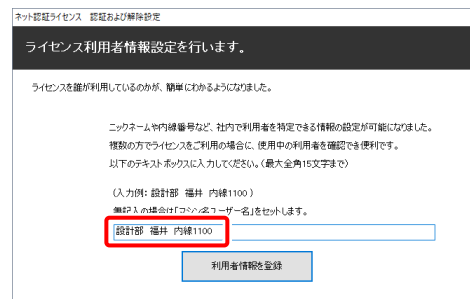 ネット認証ライセンス 認証および解除設定
ライセンス利用者情報設定を行います。
ライセンスを誰が利用しているのかが、簡単にわかるようになりました。
ニックネームや内線番号など、社内で利用者を特定できる情報の設定が可能になりました。
複数の方でライセンスをご利用の場合に、使用中の利用者を確認でき便利です。
以下のテキストボックスに入力してください。(最大全角15文字まで)
(入力例：設計部 福井 内線1100)
無記入の場合は「マシン名ユーザー名」をセットします。
設計部 福井 内線1100
利用者情報を登録